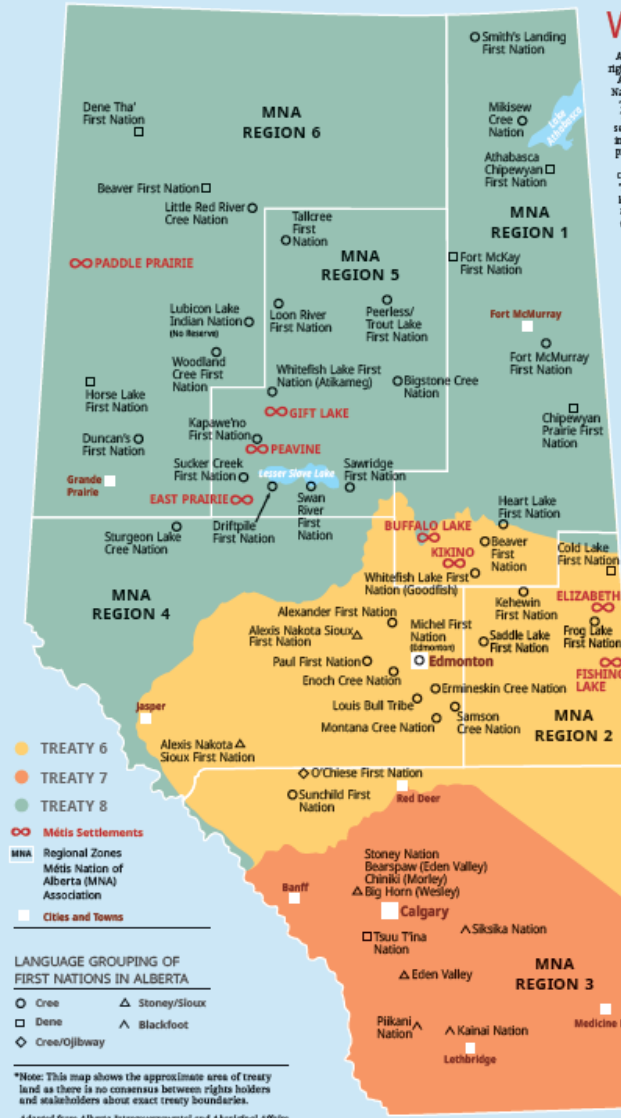 Smith's Landing
First Nation
Dene Tha'
First Nation
MNA
REGION 6
Mikisew
Cree
Nation
Lake
Athabasca
Athabasca
Chipewyan
First Nation
Beaver First Nation
Little Red River
Cree Nation
Tallcree
First
Nation
MNA
REGION 1
MNA
REGION 5
PADDLE PRAIRIE
Fort McKay
First Nation
Lubicon Lake
Indian Nation
(No Reserve)
Loon River
First Nation
Peerless/
Trout Lake
First Nation
Fort McMurray
Fort McMurray
First Nation
Woodland
Cree First
Nation
Whitefish Lake First
Nation (Atikameg)
Bigstone Cree
Nation
Horse Lake
First Nation
GIFT LAKE
Chipewyan
Prairie First
Nation
Kapawe'no
First Nation
Duncan's
First Nation
PEAVINE
Sucker Creek
First Nation
Lesser Slave Lake
Sawridge
First Nation
Grande
Prairie
EAST PRAIRIE
Swan
River
First
Nation
Driftpile
First Nation
Heart Lake
First Nation
Sturgeon Lake
Cree Nation
BUFFALO LAKE
KIKINO
Beaver
First
Nation
Cold Lake
First Nation
Whitefish Lake First
Nation (Goodfish)
MNA
REGION 4
Kehewin
First Nation
ELIZABETH
Alexander First Nation
Michel First
Nation
(Edmonton)
Alexis Nakota Sioux
First Nation
Saddle Lake
First Nation
Frog Lake
First Nation
Paul First Nation
Edmonton
FISHING
LAKE
Enoch Cree Nation
Ermineskin Cree Nation
Louis Bull Tribe
Samson
Cree Nation
Montana Cree Nation
MNA
REGION 2
Jasper
Alexis Nakota
Sioux First Nation
O'Chiese First Nation
Sunchild First
Nation
Red Deer
TREATY 6
TREATY 7
TREATY 8
Métis Settlements
MNA Regional Zones
Métis Nation of
Alberta (MNA)
Association
Cities and Towns
Stoney Nation
Bearspaw (Eden Valley)
Chiniki (Morley)
Big Horn (Wesley)
Banff
Calgary
Siksika Nation
Tsuu T'ina
Nation
Eden Valley
MNA
REGION 3
Piikani
Nation
Kainai Nation
Lethbridge
Medicine
LANGUAGE GROUPING OF
FIRST NATIONS IN ALBERTA
Cree
Stoney/Sioux
Dene
Blackfoot
Cree/Ojibway
*Note: This map shows the approximate area of treaty
land as there is no consensus between rights holders
and stakeholders about exact treaty boundaries.